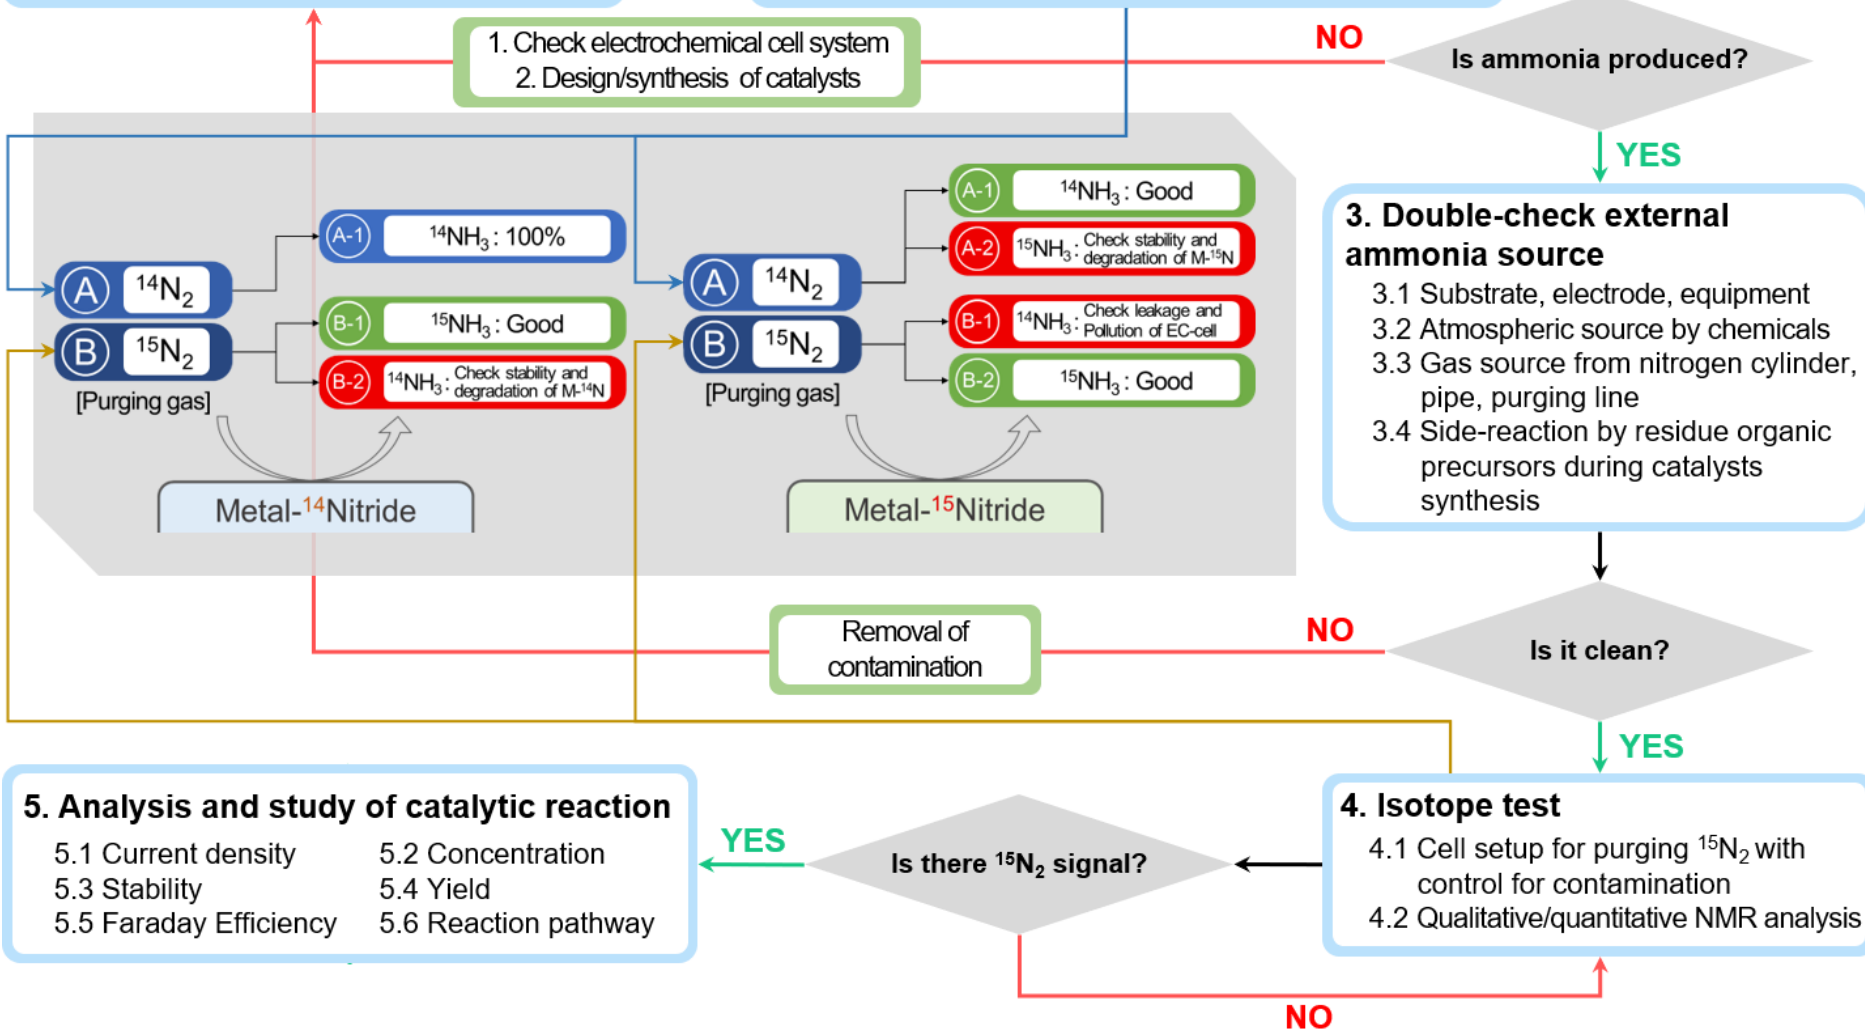 1. Check electrochemical cell system
2. Design/synthesis of catalysts
NO
Is ammonia produced?
YES
A ¹⁴N₂
B ¹⁵N₂
[Purging gas]
A-1 ¹⁴NH₃ : 100%
B-1 ¹⁵NH₃ : Good
B-2 ¹⁴NH₃ : Check stability and
degradation of M-¹⁴N
Metal-¹⁴Nitride
A ¹⁴N₂
B ¹⁵N₂
[Purging gas]
A-1 ¹⁴NH₃ : Good
A-2 ¹⁵NH₃ : Check stability and
degradation of M-¹⁵N
B-1 ¹⁴NH₃ : Check leakage and
Pollution of EC-cell
B-2 ¹⁵NH₃ : Good
Metal-¹⁵Nitride
3. Double-check external
ammonia source
3.1 Substrate, electrode, equipment
3.2 Atmospheric source by chemicals
3.3 Gas source from nitrogen cylinder,
pipe, purging line
3.4 Side-reaction by residue organic
precursors during catalysts
synthesis
Removal of
contamination
NO
Is it clean?
YES
4. Isotope test
4.1 Cell setup for purging ¹⁵N₂ with
control for contamination
4.2 Qualitative/quantitative NMR analysis
Is there ¹⁵N₂ signal?
YES
NO
5. Analysis and study of catalytic reaction
5.1 Current density 5.2 Concentration
5.3 Stability 5.4 Yield
5.5 Faraday Efficiency 5.6 Reaction pathway